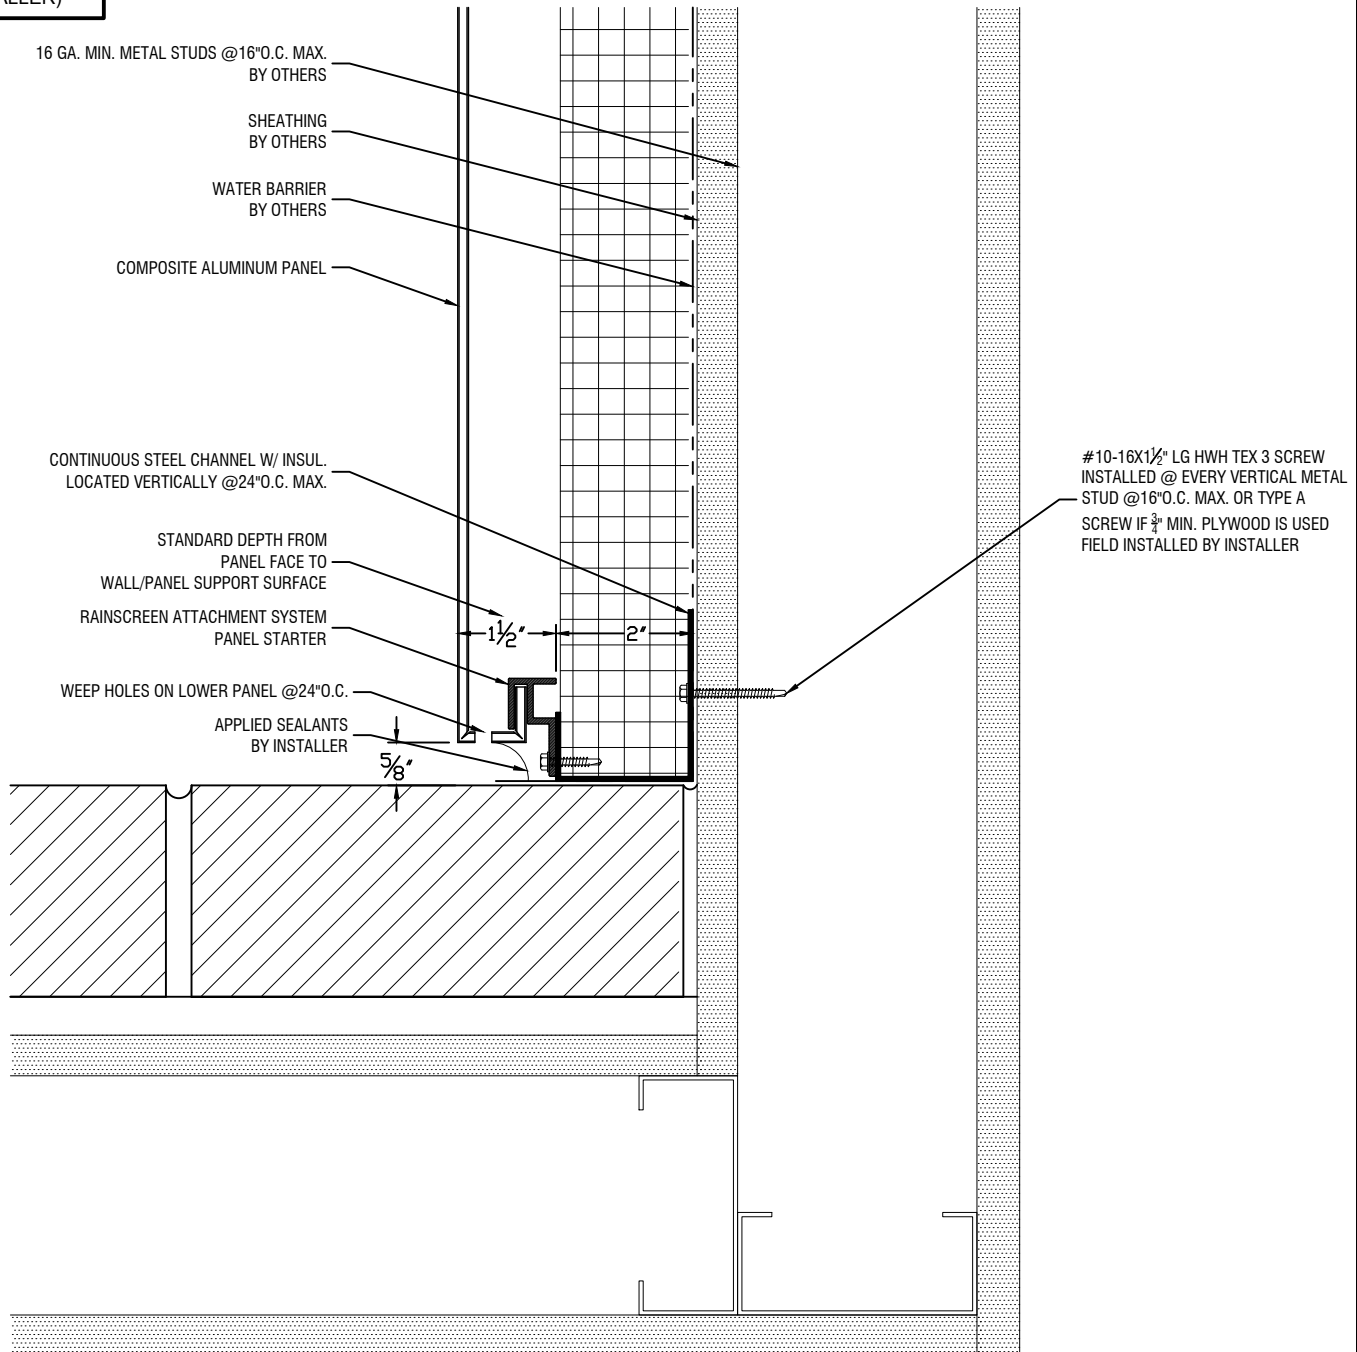 16 GA. MIN. METAL STUDS @16"O.C. MAX.
BY OTHERS
SHEATHING
BY OTHERS
WATER BARRIER
BY OTHERS
COMPOSITE ALUMINUM PANEL
CONTINUOUS STEEL CHANNEL W/ INSUL.
LOCATED VERTICALLY @24"O.C. MAX.
STANDARD DEPTH FROM
PANEL FACE TO
WALL/PANEL SUPPORT SURFACE
RAINSCREEN ATTACHMENT SYSTEM
PANEL STARTER
WEEP HOLES ON LOWER PANEL @24"O.C.
APPLIED SEALANTS
BY INSTALLER
1 1/2"
2"
5/8"
#10-16X1 1/2" LG HWH TEX 3 SCREW
INSTALLED @ EVERY VERTICAL METAL
STUD @16"O.C. MAX. OR TYPE A
SCREW IF 3/4" MIN. PLYWOOD IS USED
FIELD INSTALLED BY INSTALLER